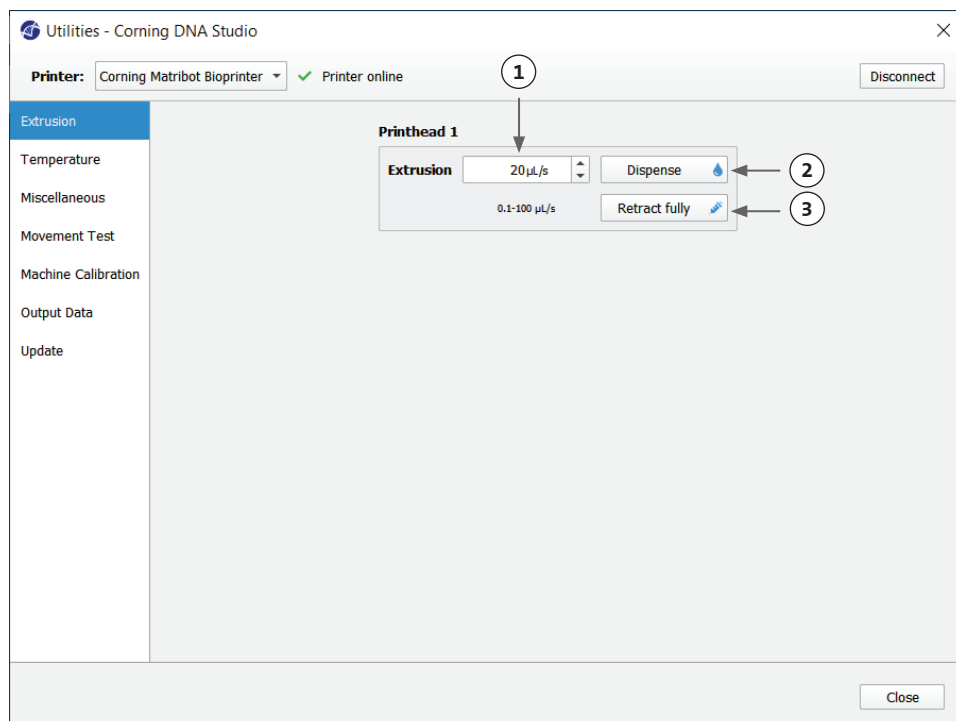 Utilities - Corning DNA Studio
Printer: Corning Matribot Bioprinter Printer online Disconnect
1
Extrusion
Temperature
Miscellaneous
Movement Test
Machine Calibration
Output Data
Update
Printhead 1
Extrusion 20µL/s Dispense 2
0.1-100 µL/s Retract fully 3
Close